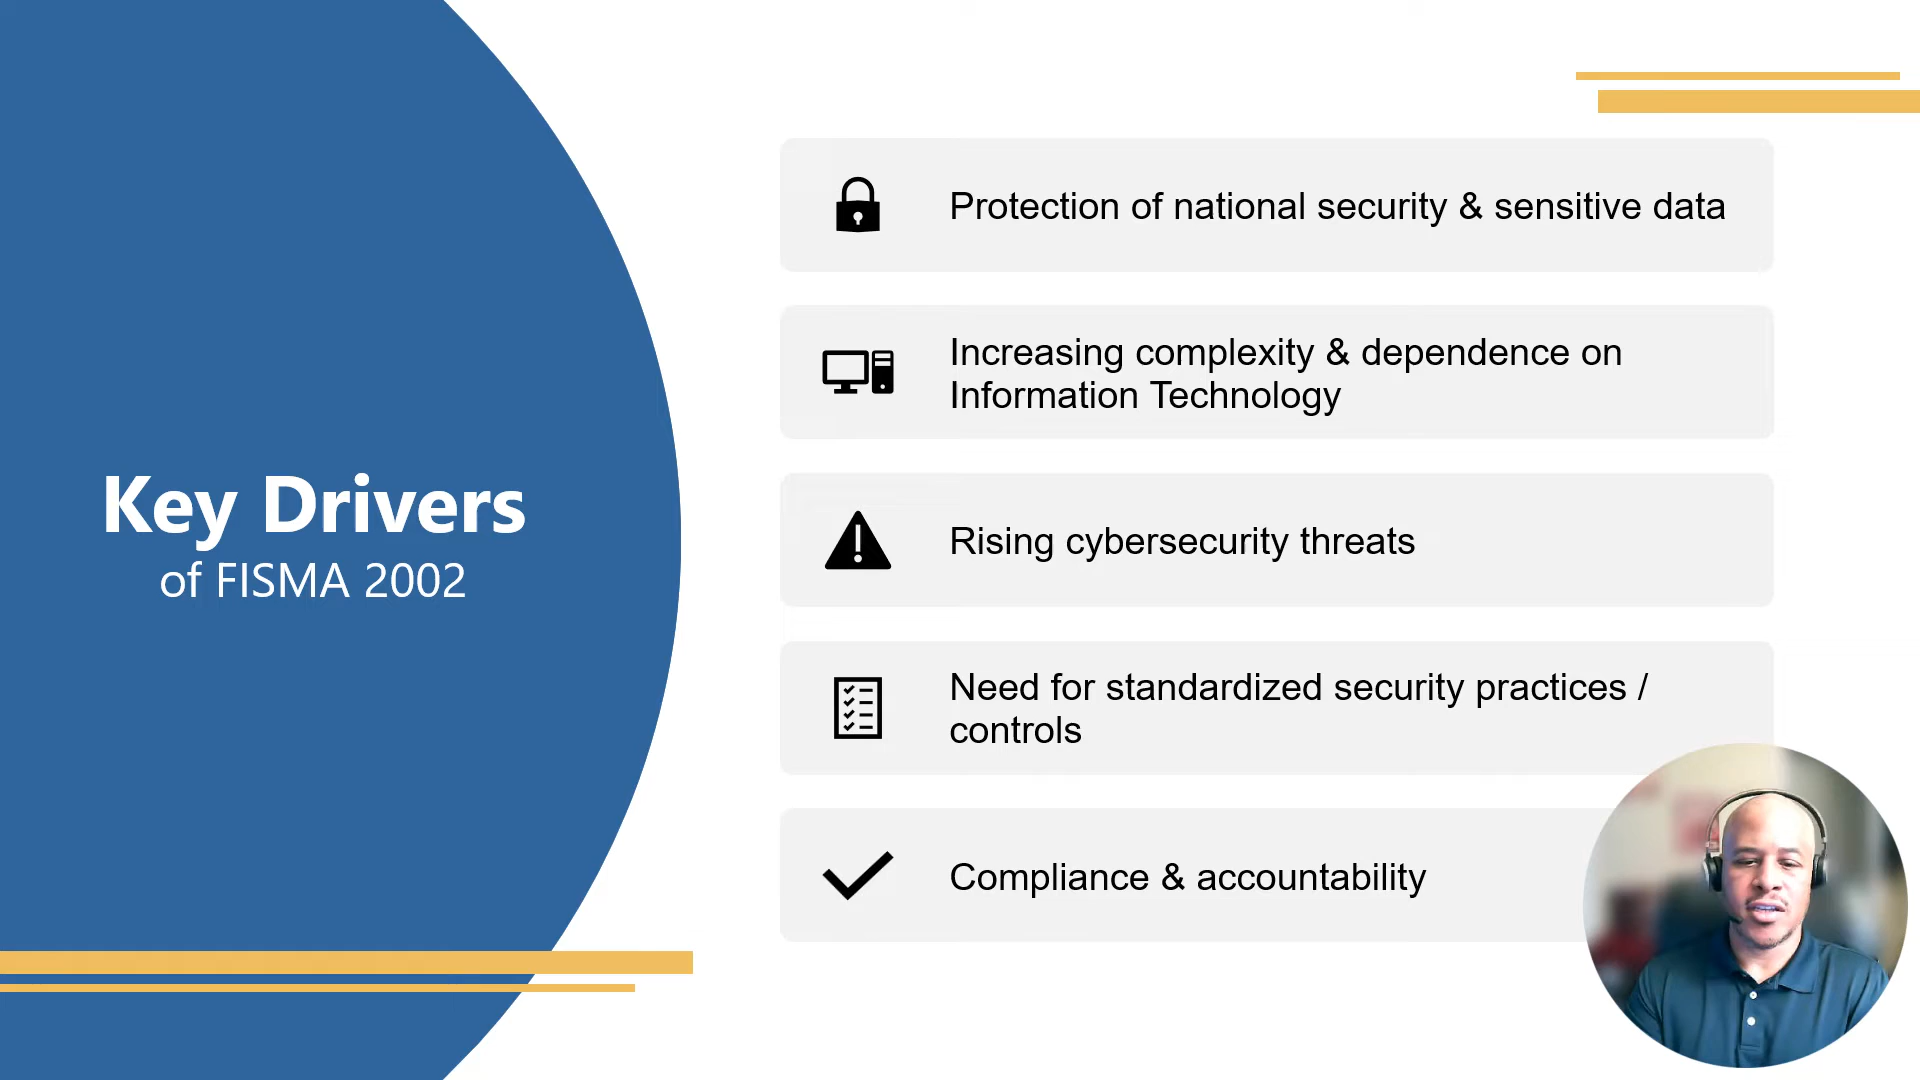 Key Drivers
of FISMA 2002
Protection of national security & sensitive data
Increasing complexity & dependence on
Information Technology
Rising cybersecurity threats
Need for standardized security practices /
controls
Compliance & accountability